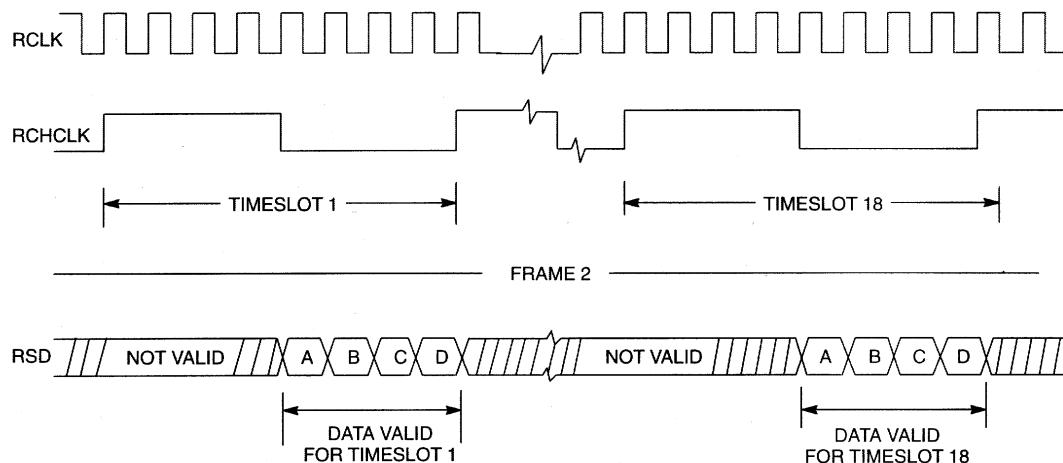 RCLK
RCHCLK
TIMESLOT 1
TIMESLOT 18
FRAME 2
RSD
NOT VALID
A
B
C
D
NOT VALID
A
B
C
D
DATA VALID
FOR TIMESLOT 1
DATA VALID
FOR TIMESLOT 18